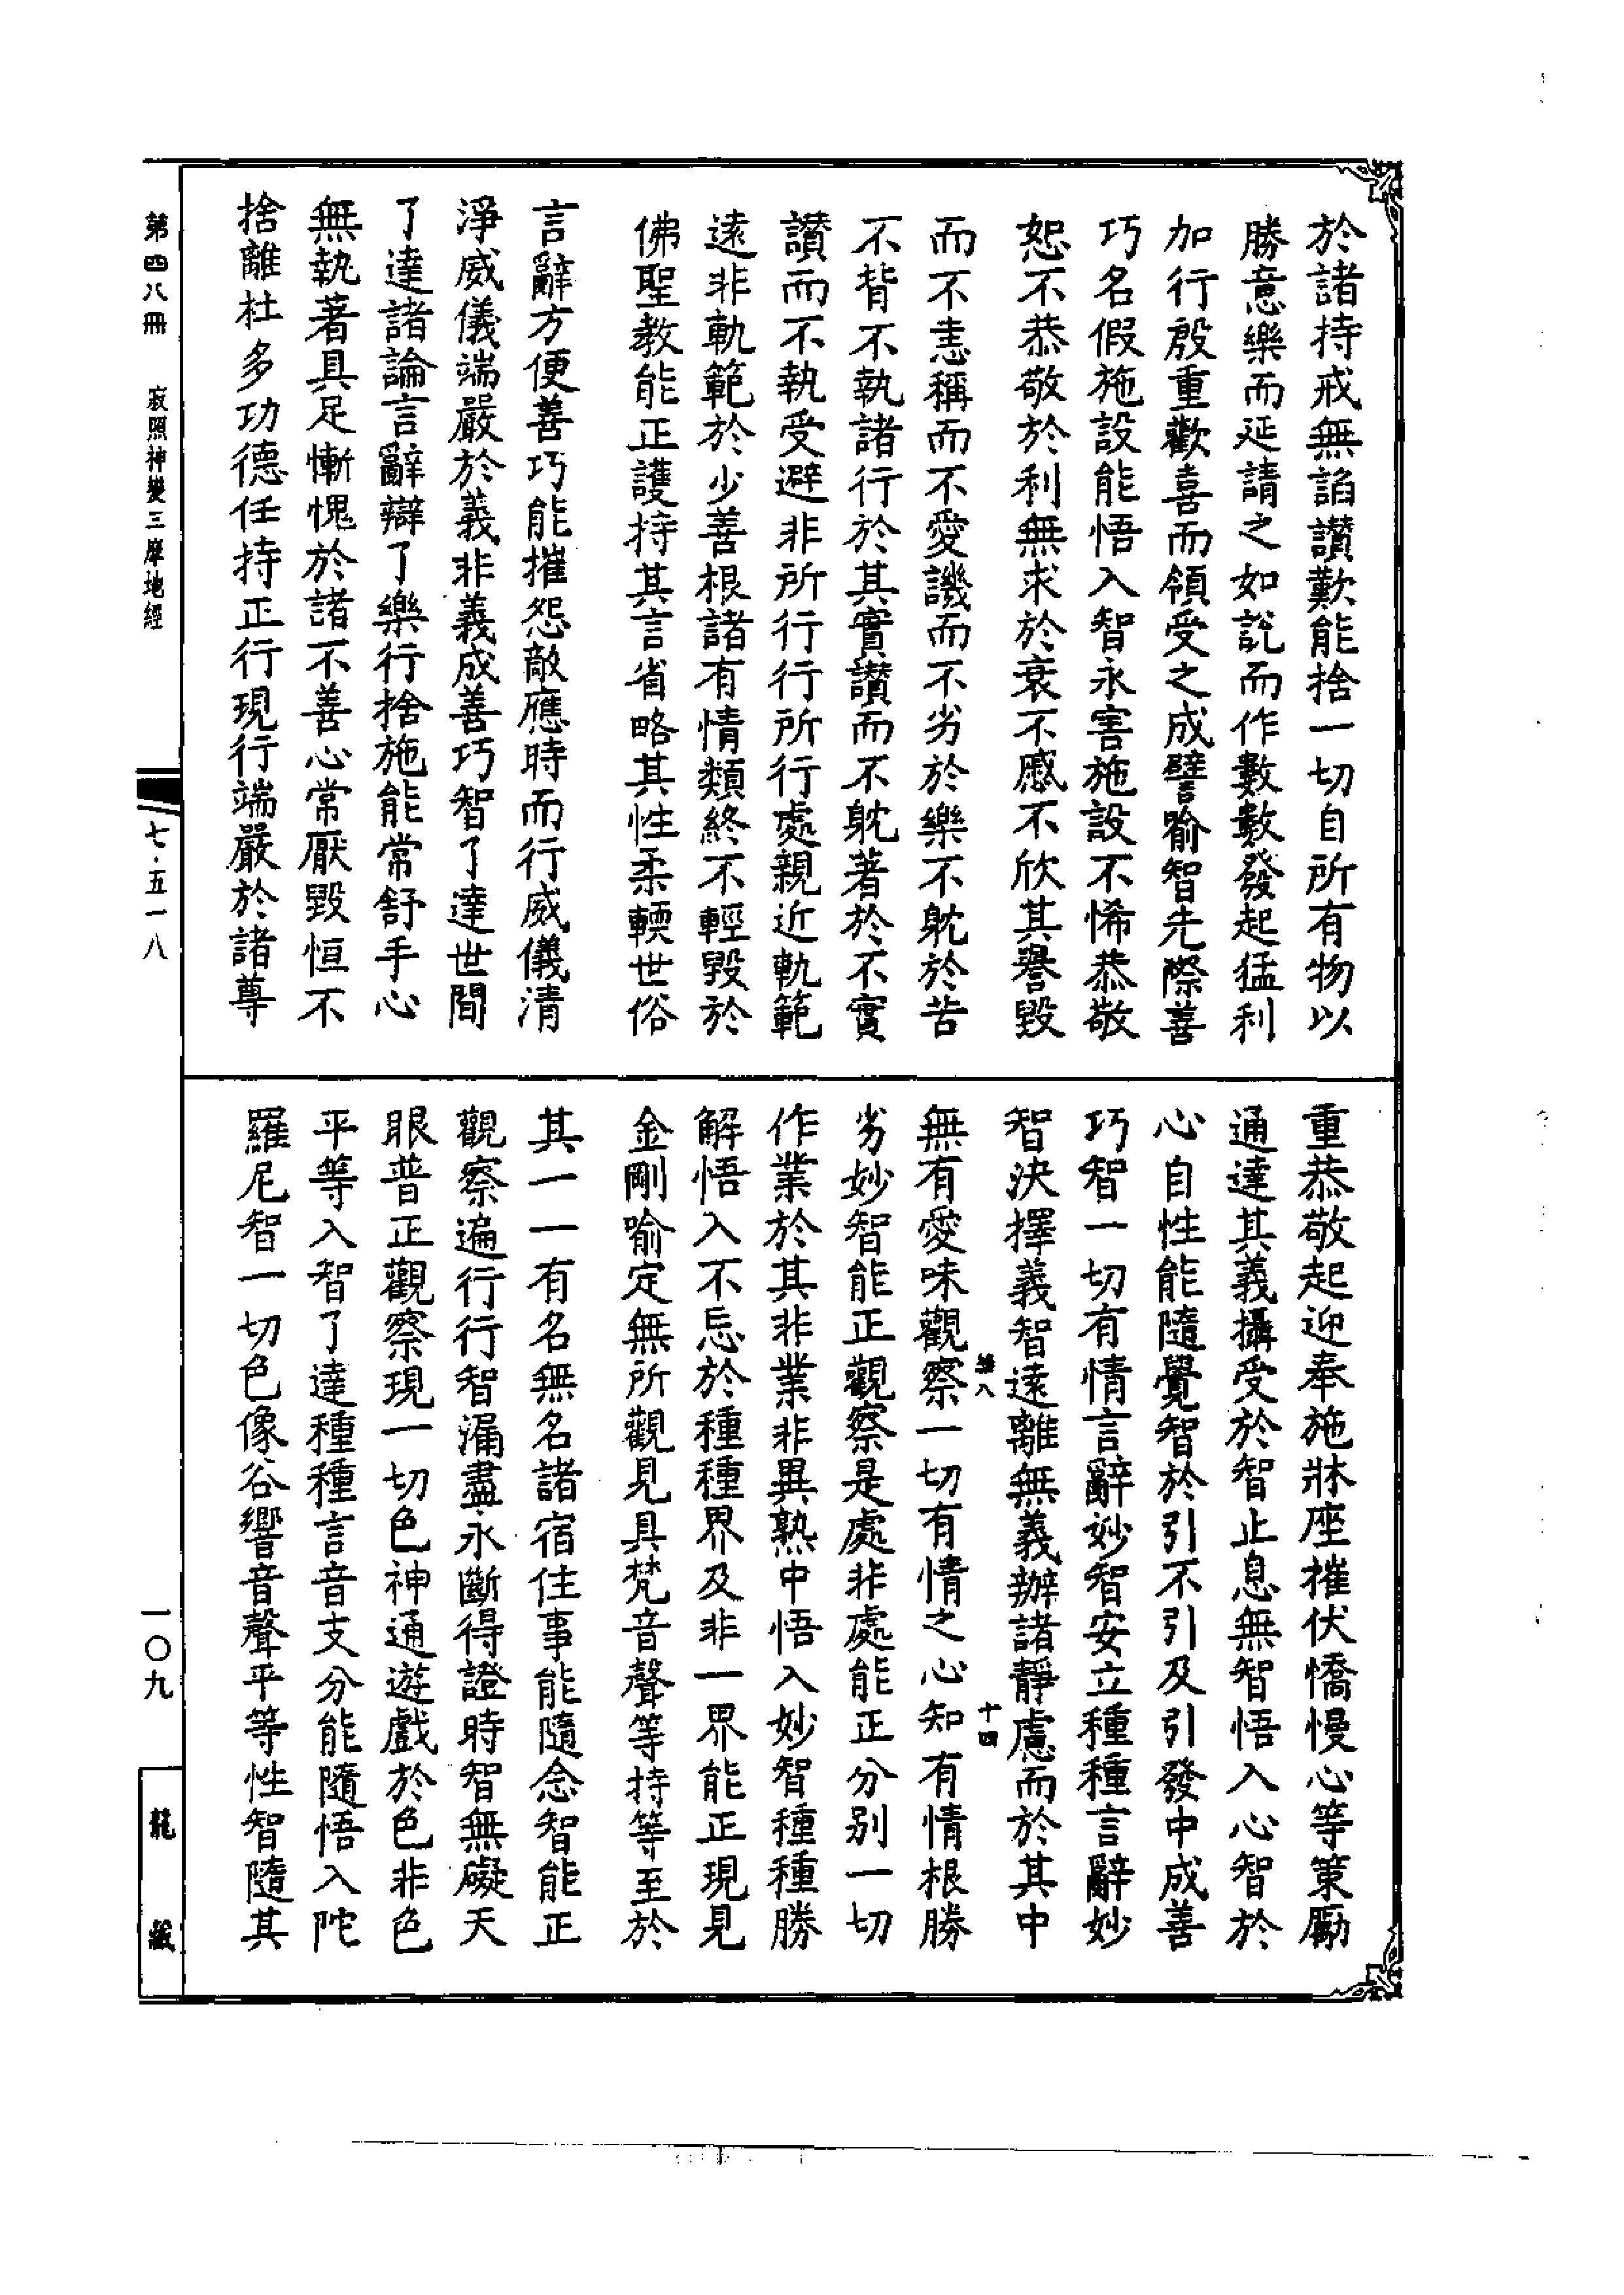 於諸持戒無諂讚歎能捨一切自所有物以
勝意樂而延請之如說而作數數發起猛利
加行殷重歡喜而領受之成譬喻智先際善
巧名假施設能悟入智永害施設不悕恭敬
恕不恭敬於利無求於衰不慼不欣其譽毀
而不恚稱而不愛譏而不劣於樂不躭於苦
不背不執諸行於其實讚而不躭著於不實
讚而不執受避非所行行所行處親近軌範
遠非軌範於少善根諸有情類終不輕毀於
佛聖教能正護持其言省略其性柔輭世俗
言辭方便善巧能摧怨敵應時而行威儀清
淨威儀端嚴於義非義成善巧智了達世間
了達諸論言辭辯了樂行捨施能常舒手心
無執著具足慚愧於諸不善心常厭毀恒不
捨離杜多功德任持正行現行端嚴於諸尊
重恭敬起迎奉施牀座摧伏憍慢心等策勵
通達其義攝受於智止息無智悟入心智於
心自性能隨覺智於引不引及引發中成善
巧智一切有情言辭妙智安立種種言辭妙
智決擇義智遠離無義辦諸靜慮而於其中
八
十四
無有愛味觀察一切有情之心知有情根勝
劣妙智能正觀察是處非處能正分別一切
作業於其非業非異熟中悟入妙智種種勝
解悟入不忘於種種界及非一界能正現見
金剛喻定無所觀見具梵音聲等持等至於
其一一有名無名諸宿住事能隨念智能正
觀察遍行行智漏盡永斷得證時智無礙天
眼普正觀察現一切色神通遊戲於色非色
平等入智了達種種言音支分能隨悟入陀
羅尼智一切色像谷響音聲平等性智隨其
第四八冊
寂照神變三摩地經
七·五一八
一〇九
龍藏